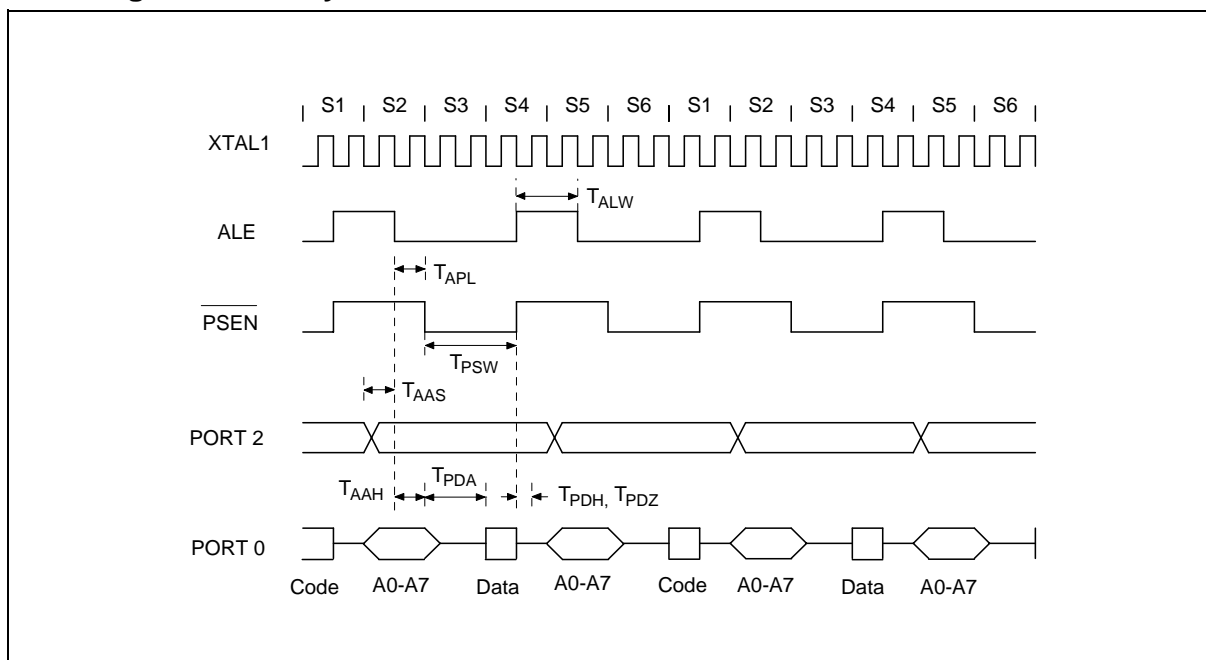 S1 S2 S3 S4 S5 S6 S1 S2 S3 S4 S5 S6
XTAL1
TALW
ALE
TAPL
PSEN
TPSW
TAAS
PORT 2
TAAH TPDA TPDH, TPDZ
PORT 0
Code A0-A7 Data A0-A7 Code A0-A7 Data A0-A7